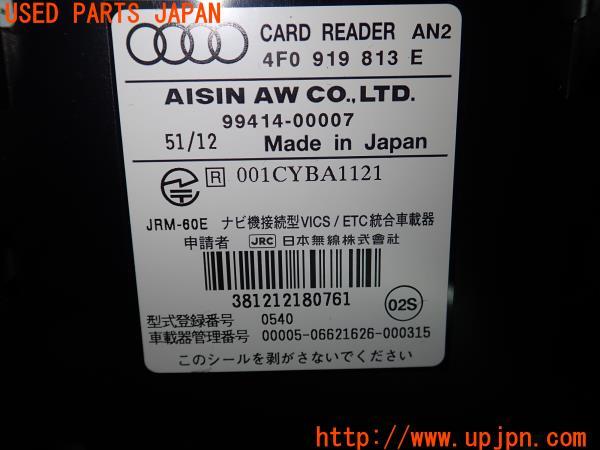 USED PARTS JAPAN
CARD READER AN2
4F0 919 813 E
AISIN AW CO.,LTD.
99414-00007
51/12 Made in Japan
R 001CYBA1121
JRM-60E ナビ機接続型VICS/ETC統合車載器
申請者 JRC 日本無線株式會社
381212180761
02S
型式登録番号 0540
車載器管理番号 00005-06621626-000315
このシールを剥がさないでください
http://www.upjpn.com/